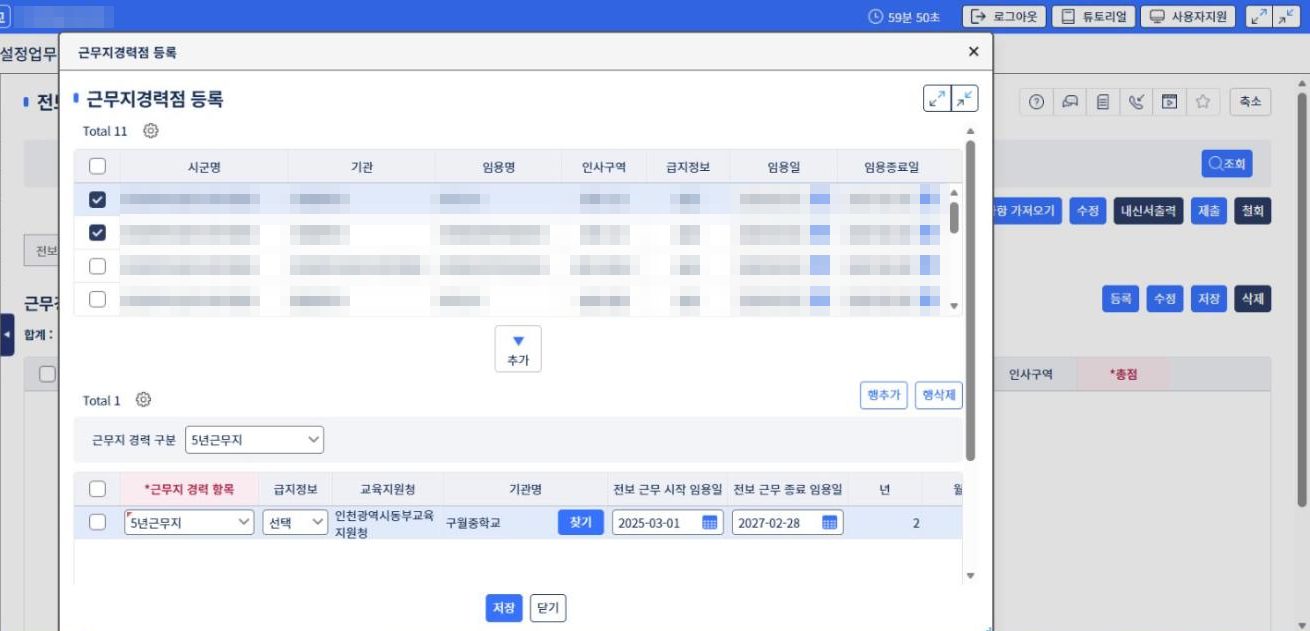 59분 50초 로그아웃 튜토리얼 사용자지원
설정업무
근무지경력점 등록
근무지경력점 등록
축소
Total 11
시군명 기관 임용명 인사구역 급지정보 임용일 임용종료일
조회
가져오기 수정 내신서출력 제출 철회
전보
추가
등록 수정 저장 삭제
합계 :
Total 1
행추가 행삭제
인사구역 *총점
근무지 경력 구분 5년근무지
*근무지 경력 항목 급지정보 교육지원청 기관명 전보 근무 시작 임용일 전보 근무 종료 임용일 년 월
5년근무지 선택 인천광역시동부교육지원청 구월중학교 찾기 2025-03-01 2027-02-28 2
저장 닫기